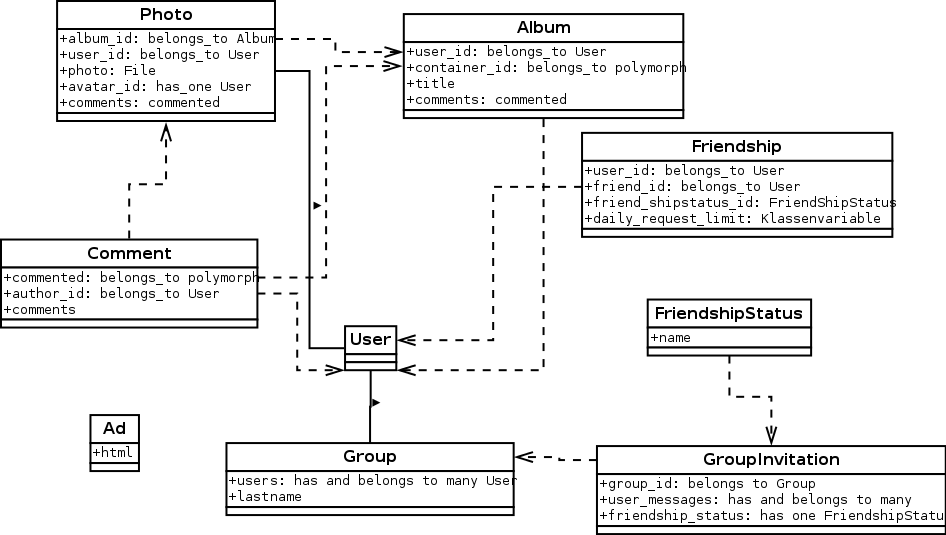 Photo
+album_id: belongs_to Album
+user_id: belongs_to User
+photo: File
+avatar_id: has_one User
+comments: commented
Album
+user_id: belongs_to User
+container_id: belongs_to polymorph
+title
+comments: commented
Friendship
+user_id: belongs_to User
+friend_id: belongs_to User
+friend_shipstatus_id: FriendShipStatus
+daily_request_limit: Klassenvariable
Comment
+commented: belongs_to polymorph
+author_id: belongs_to User
+comments
User
FriendshipStatus
+name
Ad
+html
Group
+users: has and belongs to many User
+lastname
GroupInvitation
+group_id: belongs to Group
+user_messages: has and belongs to many
+friendship_status: has one FriendshipStatu